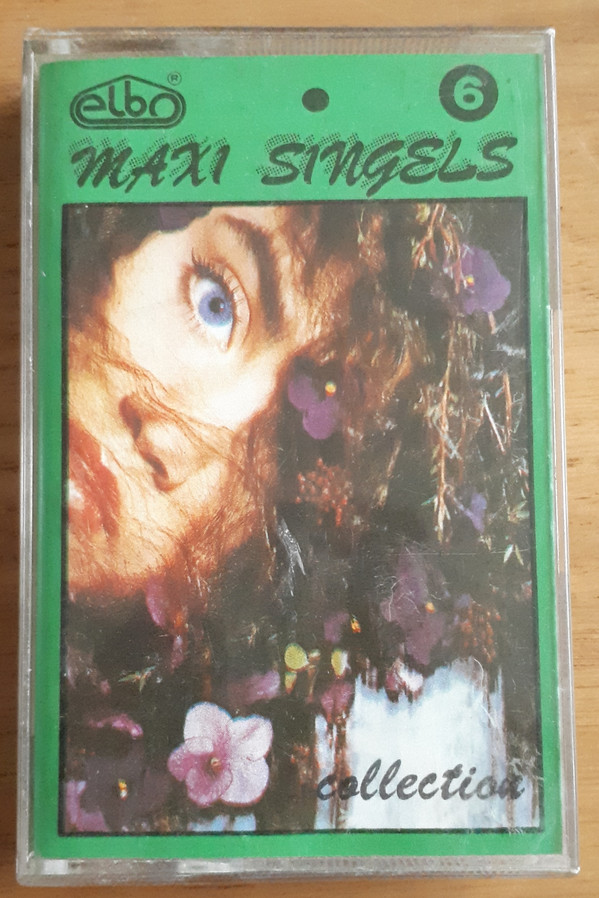 elbo ® 6
MAXI SINGELS
collection